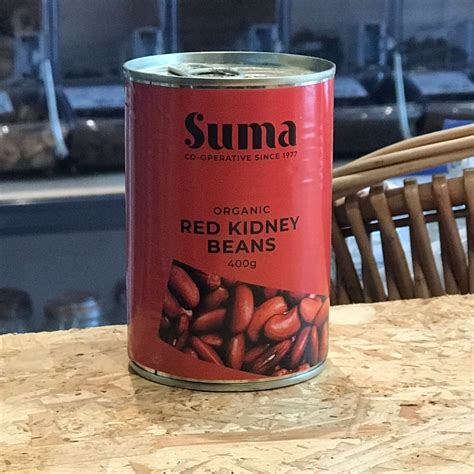 Suma
CO-OPERATIVE SINCE 1977
ORGANIC
RED KIDNEY
BEANS
400g